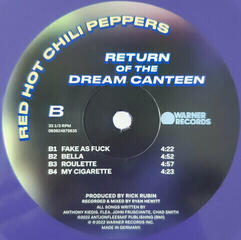 RED HOT CHILI PEPPERS
RETURN
OF THE
DREAM CANTEEN
B
33 1/3 RPM
093624875635
WARNER
RECORDS
B1 FAKE AS FUCK 4:22
B2 BELLA 4:52
B3 ROULETTE 4:57
B4 MY CIGARETTE 4:23
PRODUCED BY RICK RUBIN
RECORDED & MIXED BY RYAN HEWITT
ALL SONGS WRITTEN BY
ANTHONY KIEDIS, FLEA, JOHN FRUSCIANTE, CHAD SMITH
©2022 ANTJOHFLEESMAF PUBLISHING (BMI)
℗ © 2022 WARNER RECORDS INC.
MADE IN GERMANY